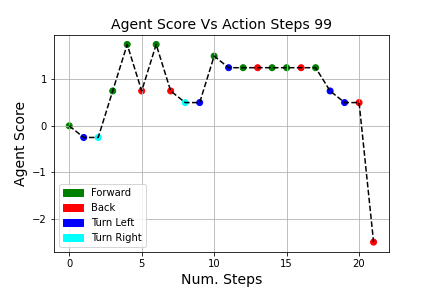 Agent Score Vs Action Steps 99
Agent Score
1
0
−1
−2
Forward
Back
Turn Left
Turn Right
0 5 10 15 20
Num. Steps